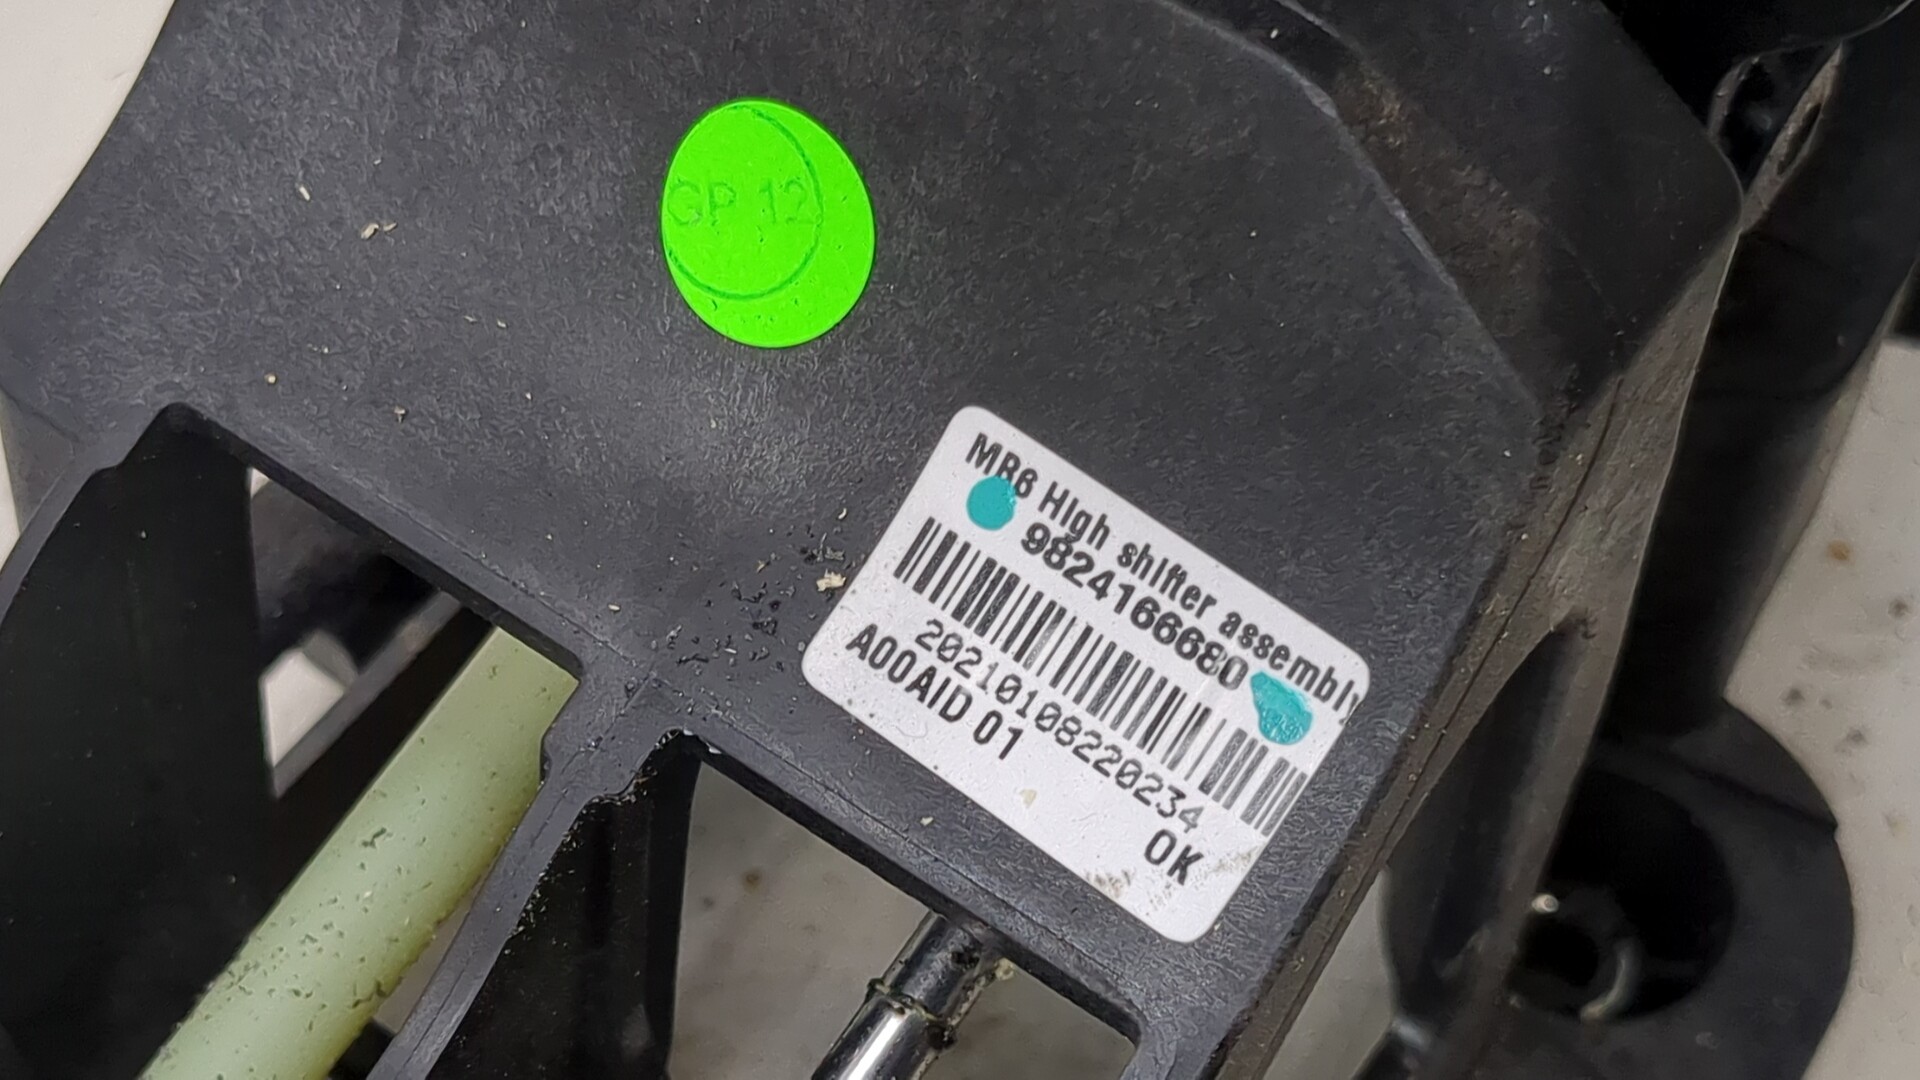 GP 12
MB6 High shifter assembly
9824166680
20210108220234
A00AID 01
OK